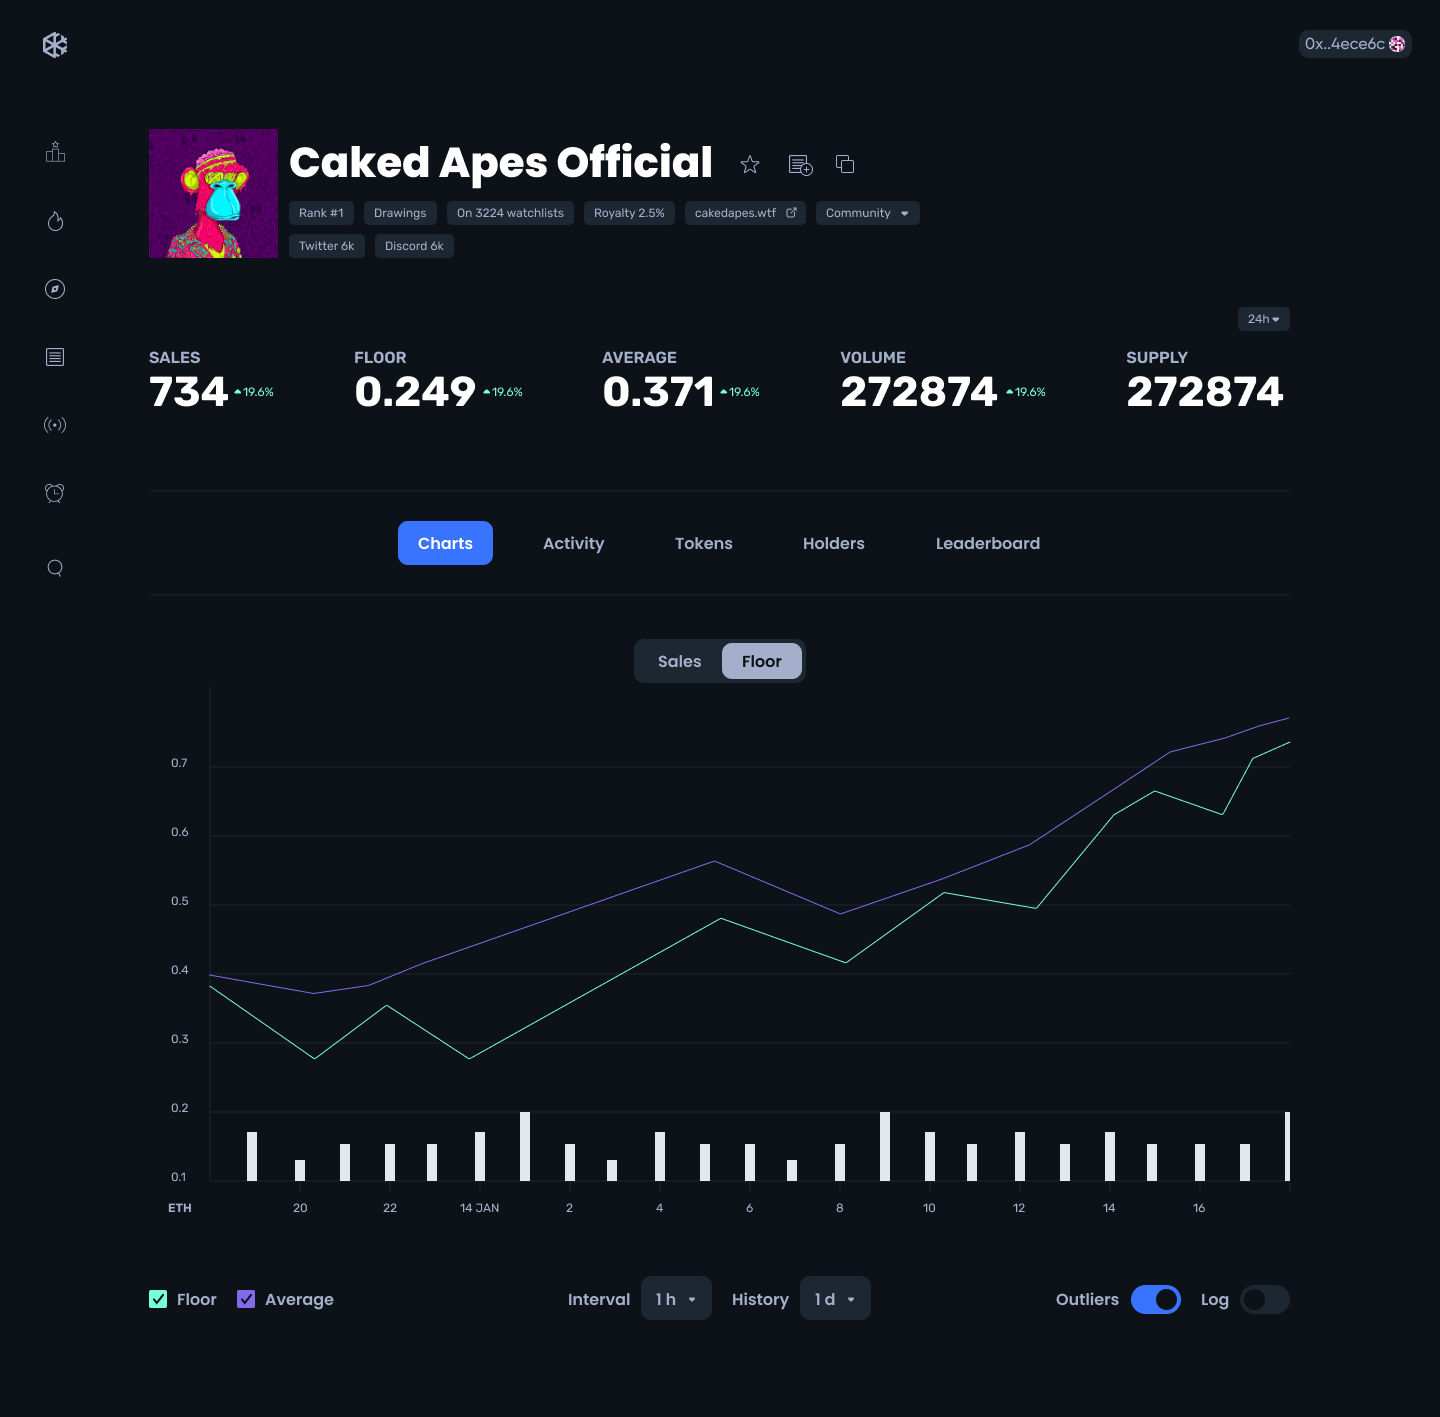 0x..4ece6c
Caked Apes Official
Rank #1 Drawings On 3224 watchlists Royalty 2.5% cakedapes.wtf Community
Twitter 6k Discord 6k
24h
SALES FLOOR AVERAGE VOLUME SUPPLY
734 19.6% 0.249 19.6% 0.371 19.6% 272874 19.6% 272874
Charts Activity Tokens Holders Leaderboard
Sales Floor
0.7
0.6
0.5
0.4
0.3
0.2
0.1
ETH 20 22 14 JAN 2 4 6 8 10 12 14 16
Floor Average Interval 1 h History 1 d Outliers Log